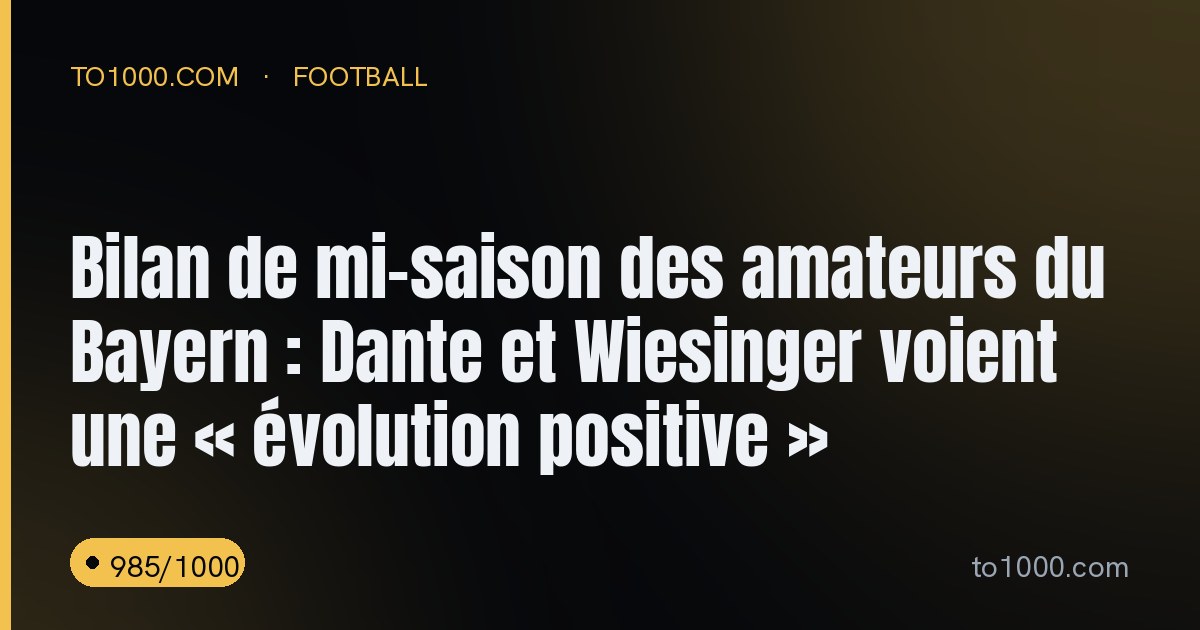 TO1000.COM · FOOTBALL
Bilan de mi-saison des amateurs du
Bayern : Dante et Wiesinger voient
une « évolution positive »
985/1000
to1000.com